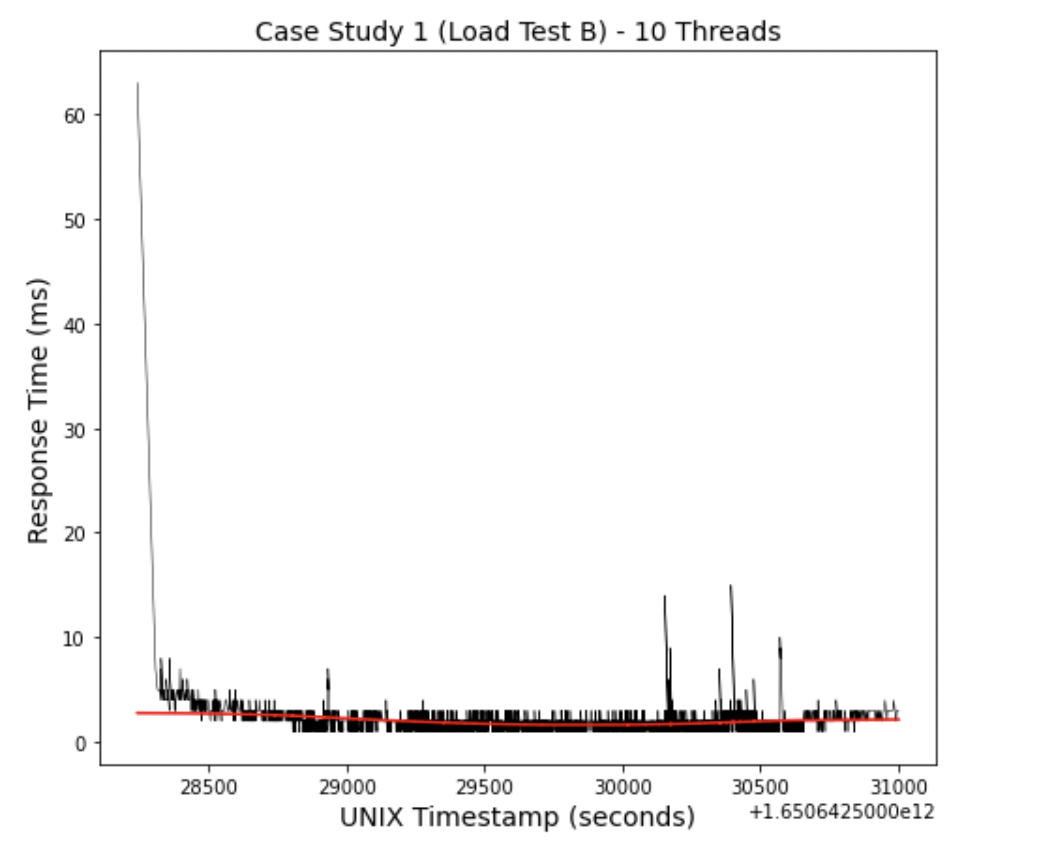 Case Study 1 (Load Test B) - 10 Threads
60
50
40
30
20
10
0
Response Time (ms)
28500 29000 29500 30000 30500 31000
+1.6506425000e12
UNIX Timestamp (seconds)